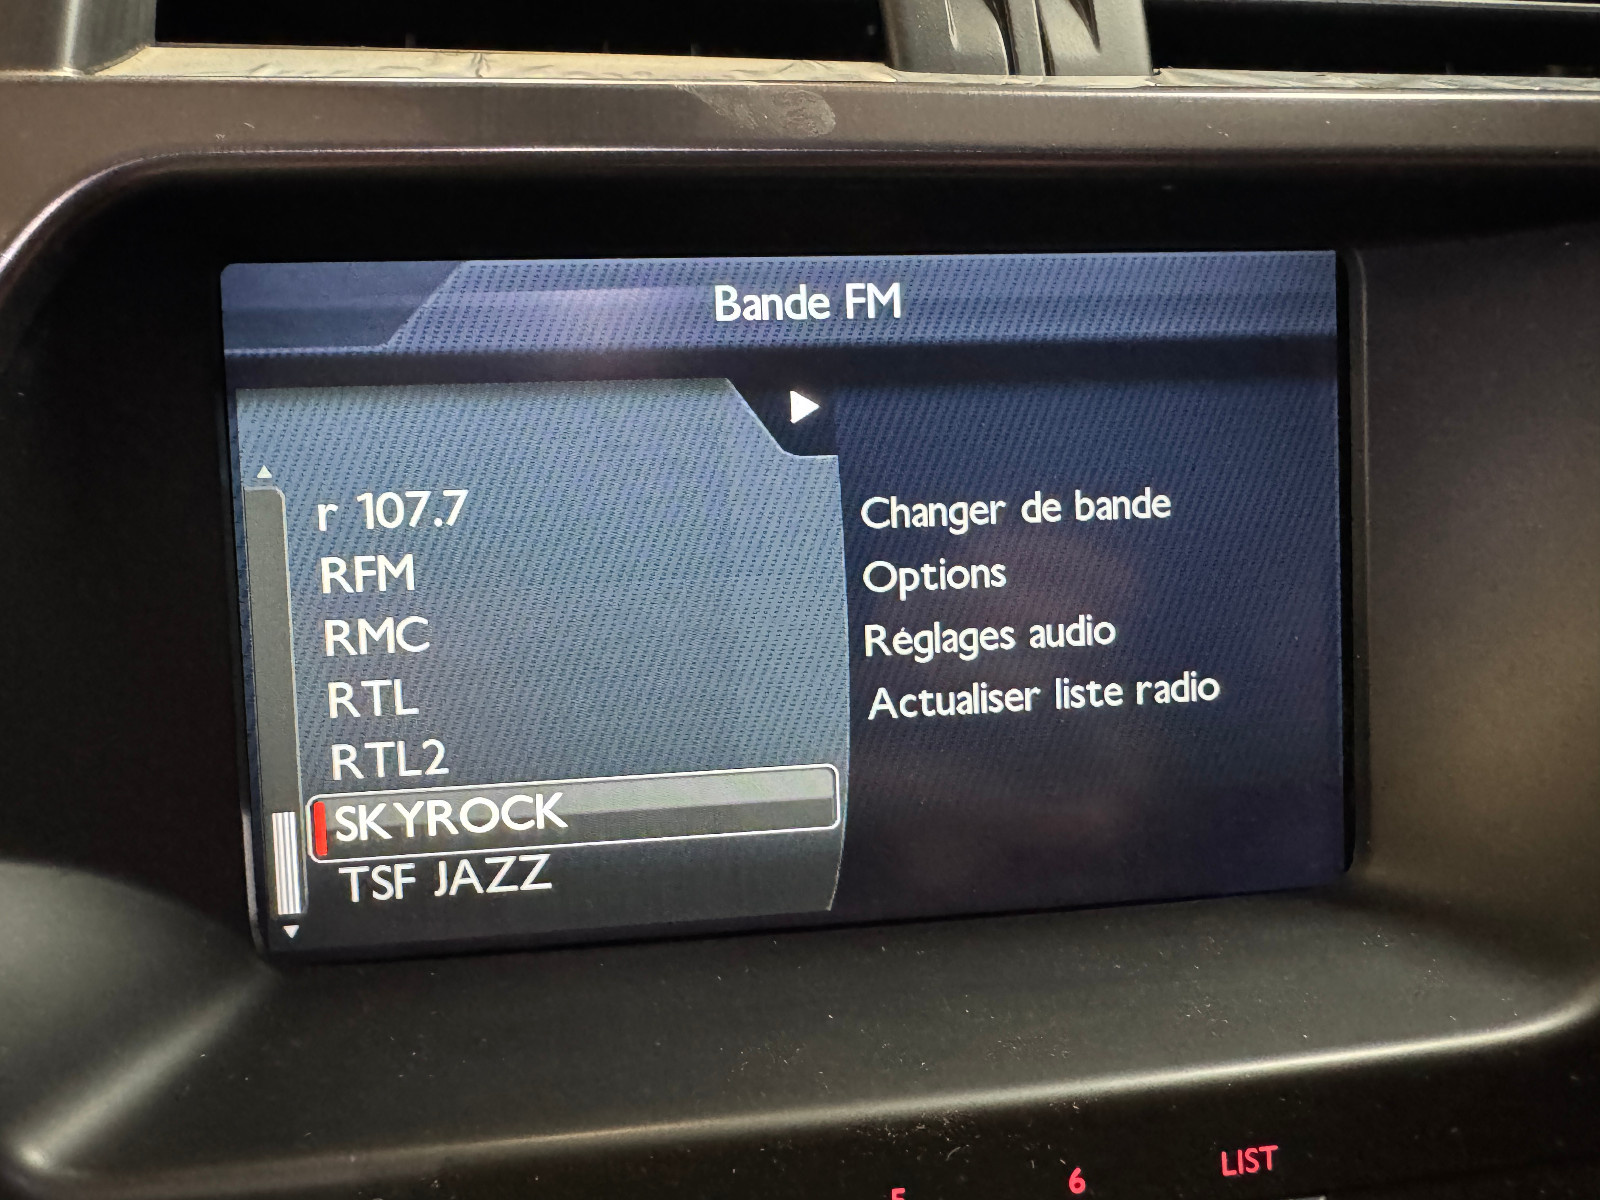 Bande FM
r 107.7
RFM
RMC
RTL
RTL2
SKYROCK
TSF JAZZ
Changer de bande
Options
Réglages audio
Actualiser liste radio
5
6
LIST